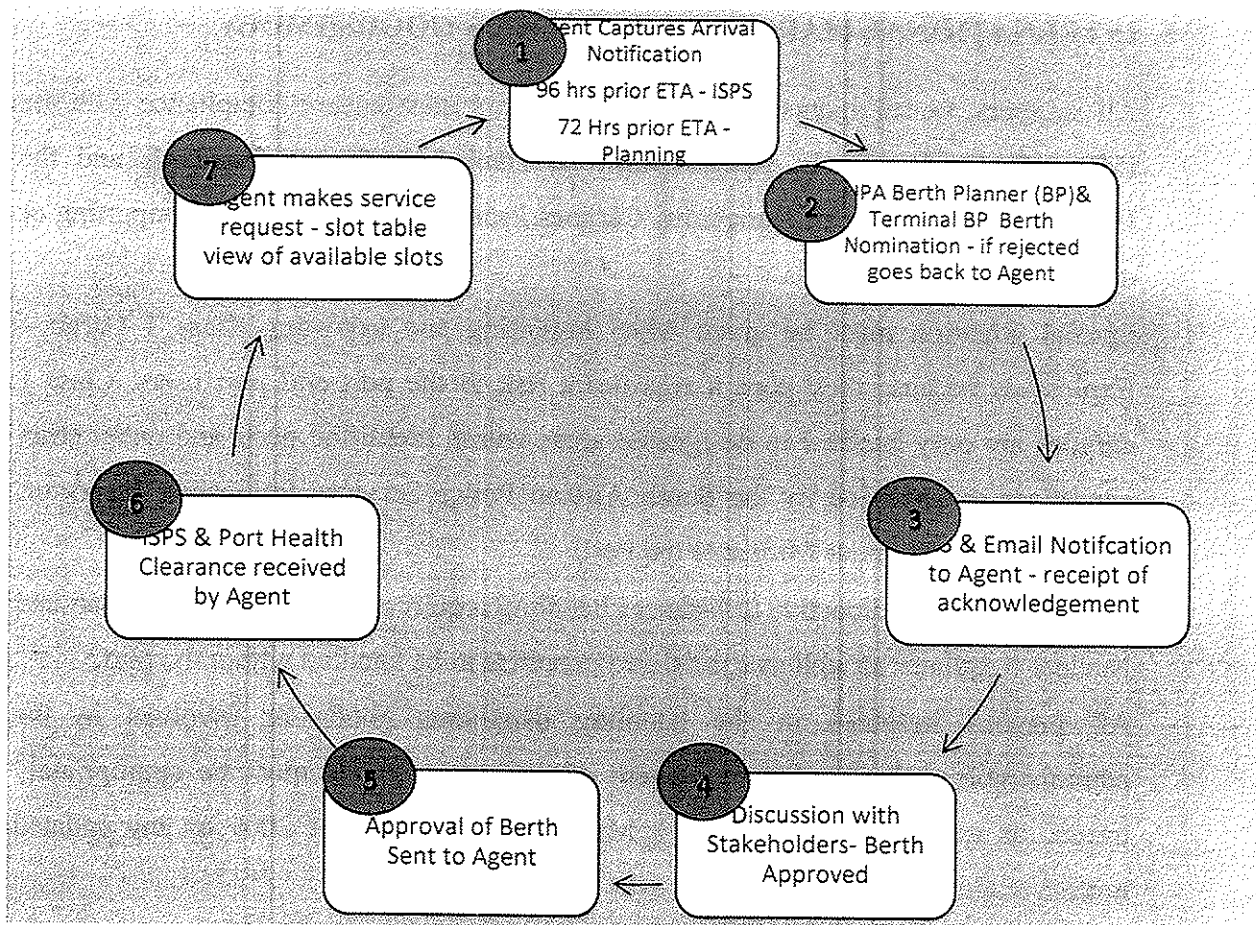 1
ent Captures Arrival
Notification
96 hrs prior ETA - ISPS
72 Hrs prior ETA -
Planning
2
NPA Berth Planner (BP)&
Terminal BP Berth
Nomination - if rejected
goes back to Agent
3
S & Email Notifcation
to Agent - receipt of
acknowledgement
4
Discussion with
Stakeholders- Berth
Approved
5
Approval of Berth
Sent to Agent
6
ISPS & Port Health
Clearance received
by Agent
7
gent makes service
request - slot table
view of available slots